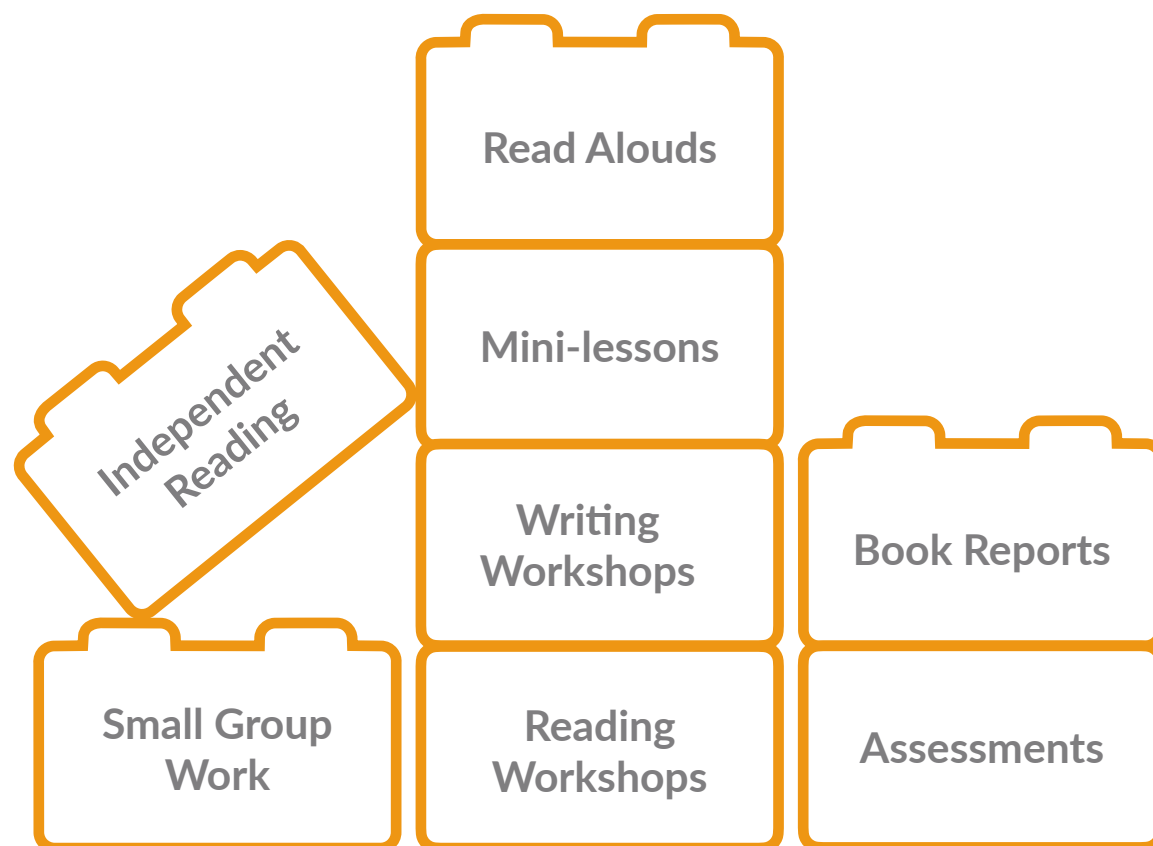 Read Alouds
Mini-lessons
Independent
Reading
Writing
Workshops
Book Reports
Small Group
Work
Reading
Workshops
Assessments